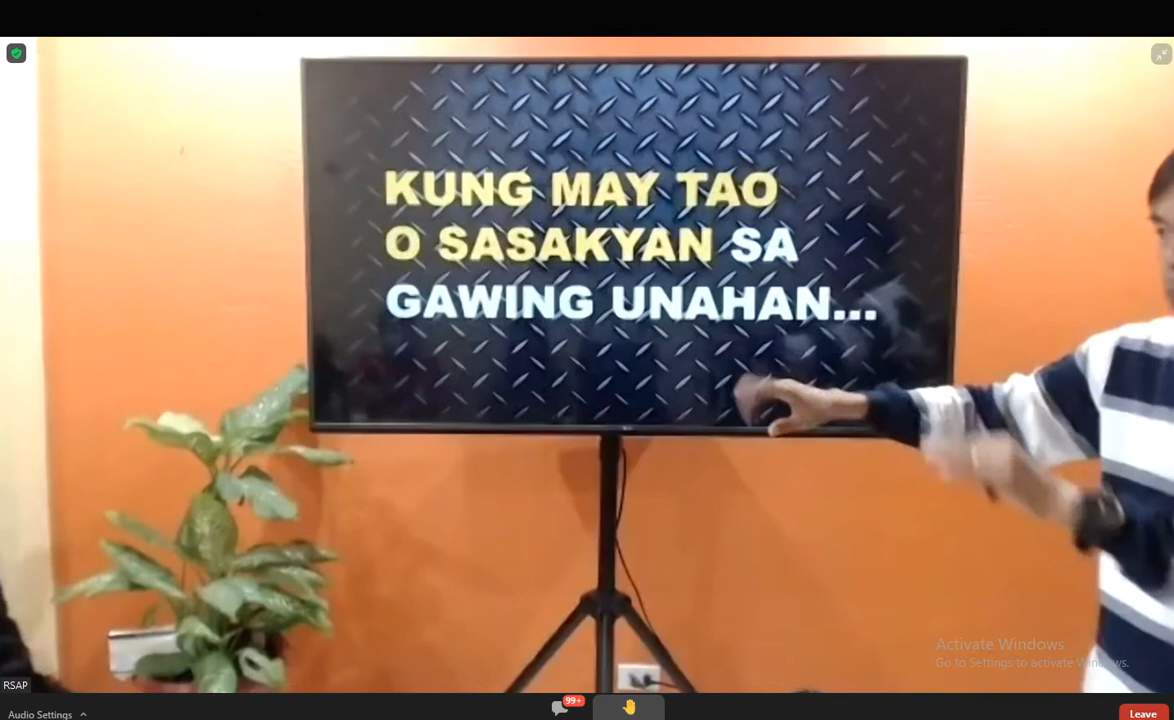 KUNG MAY TAO
O SASAKYAN SA
GAWING UNAHAN...
Activate Windows
Go to Settings to activate Windows.
RSAP
Audio Settings
99+
Leave